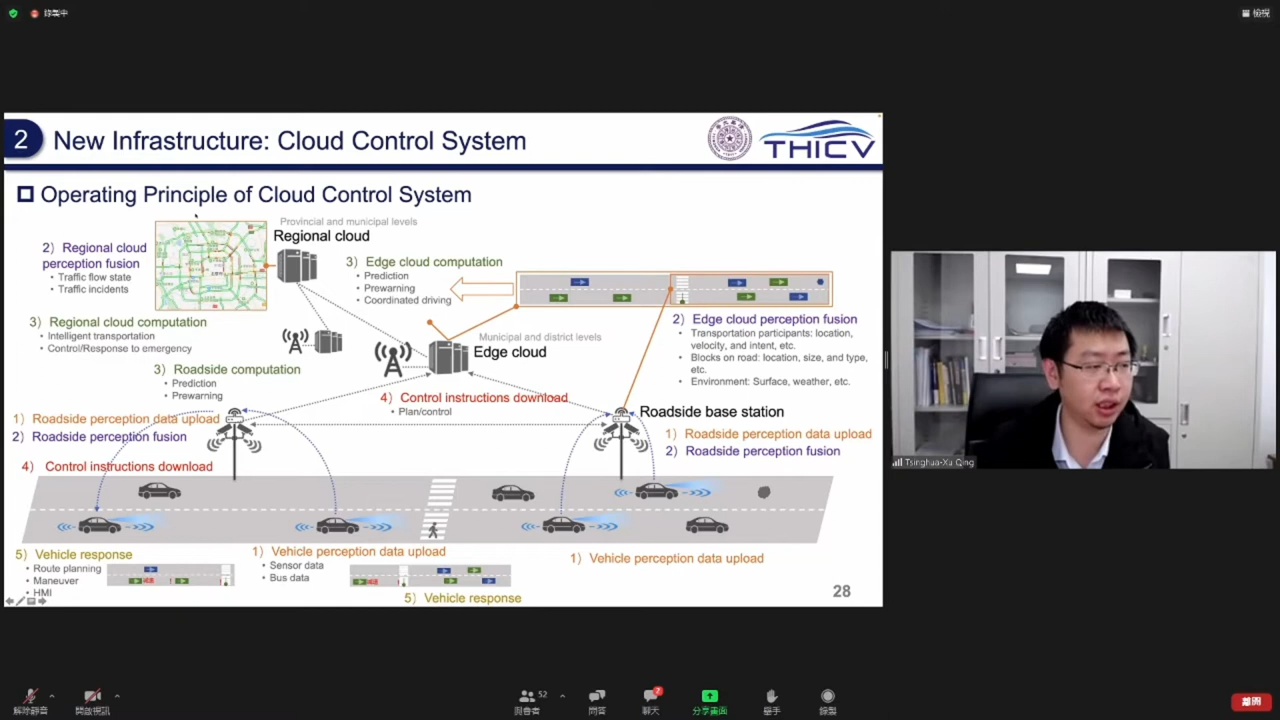 錄製中
檢視
2
New Infrastructure: Cloud Control System
THICV
Operating Principle of Cloud Control System
Provincial and municipal levels
Regional cloud
2) Regional cloud
perception fusion
• Traffic flow state
• Traffic incidents
3) Edge cloud computation
• Prediction
• Prewarning
• Coordinated driving
3) Regional cloud computation
• Intelligent transportation
• Control/Response to emergency
Municipal and district levels
Edge cloud
2) Edge cloud perception fusion
• Transportation participants: location,
velocity, and intent, etc.
• Blocks on road: location, size, and type,
etc.
• Environment: Surface, weather, etc.
3) Roadside computation
• Prediction
• Prewarning
4) Control instructions download
• Plan/control
Roadside base station
1) Roadside perception data upload
2) Roadside perception fusion
1) Roadside perception data upload
2) Roadside perception fusion
4) Control instructions download
5) Vehicle response
• Route planning
• Maneuver
• HMI
1) Vehicle perception data upload
• Sensor data
• Bus data
1) Vehicle perception data upload
5) Vehicle response
28
Tsinghua-Xu Qing
解除靜音
開啟視訊
52
與會者
問答
7
聊天
分享畫面
舉手
錄製
離開